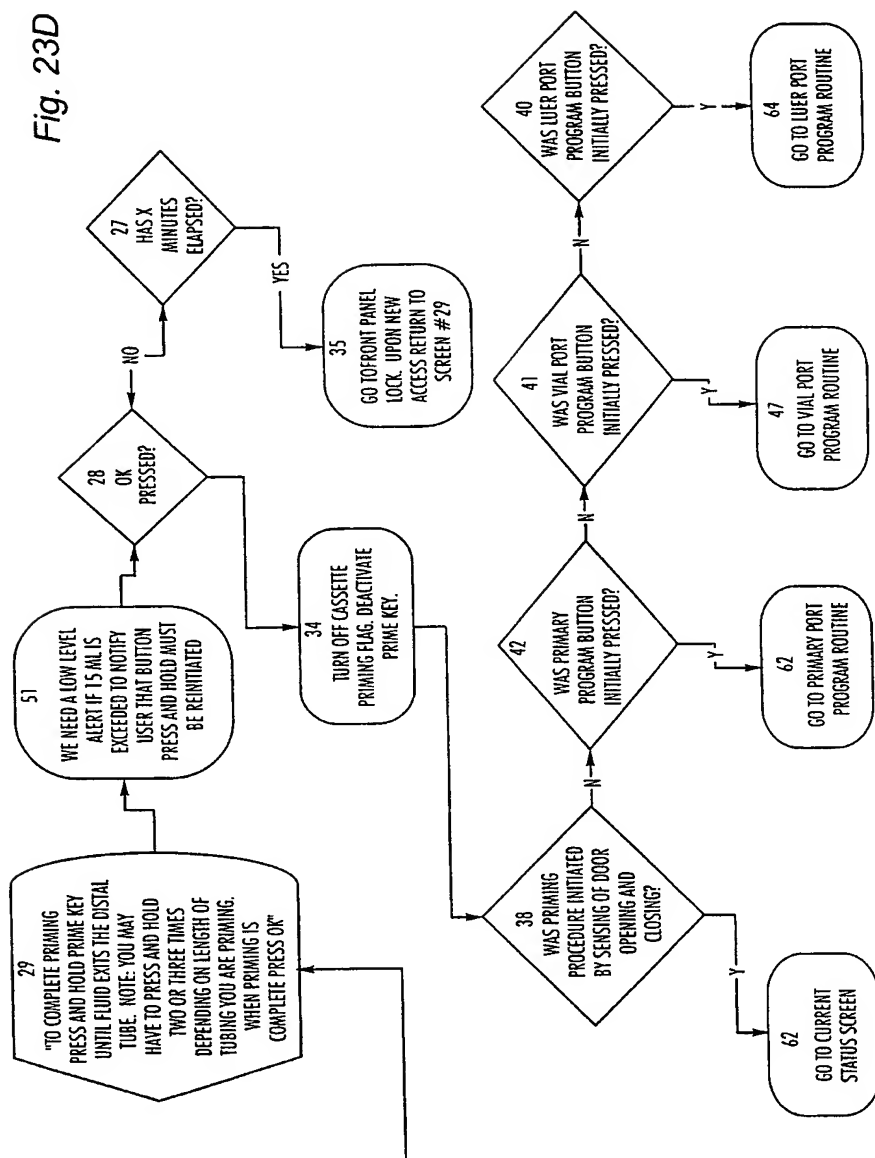 Fig. 23D
29
"TO COMPLETE PRIMING
PRESS AND HOLD PRIME KEY
UNTIL FLUID EXITS THE DISTAL
TUBE. NOTE: YOU MAY
HAVE TO PRESS AND HOLD
TWO OR THREE TIMES
DEPENDING ON LENGTH OF
TUBING YOU ARE PRIMING.
WHEN PRIMING IS
COMPLETE PRESS OK"
51
WE NEED A LOW LEVEL
ALERT IF 15 ML IS
EXCEEDED TO NOTIFY
USER THAT BUTTON
PRESS AND HOLD MUST
BE REINITIATED
28
OK
PRESSED?
NO
27
HAS X
MINUTES
ELAPSED?
YES
35
GO TOFRONT PANEL
LOCK. UPON NEW
ACCESS RETURN TO
SCREEN #29
34
TURN OFF CASSETTE
PRIMING FLAG. DEACTIVATE
PRIME KEY.
38
WAS PRIMING
PROCEDURE INITIATED
BY SENSING OF DOOR
OPENING AND
CLOSING?
Y
62
GO TO CURRENT
STATUS SCREEN
N
42
WAS PRIMARY
PROGRAM BUTTON
INITIALLY PRESSED?
Y
62
GO TO PRIMARY PORT
PROGRAM ROUTINE
N
41
WAS VIAL PORT
PROGRAM BUTTON
INITIALLY PRESSED?
Y
47
GO TO VIAL PORT
PROGRAM ROUTINE
N
40
WAS LUER PORT
PROGRAM BUTTON
INITIALLY PRESSED?
Y
64
GO TO LUER PORT
PROGRAM ROUTINE